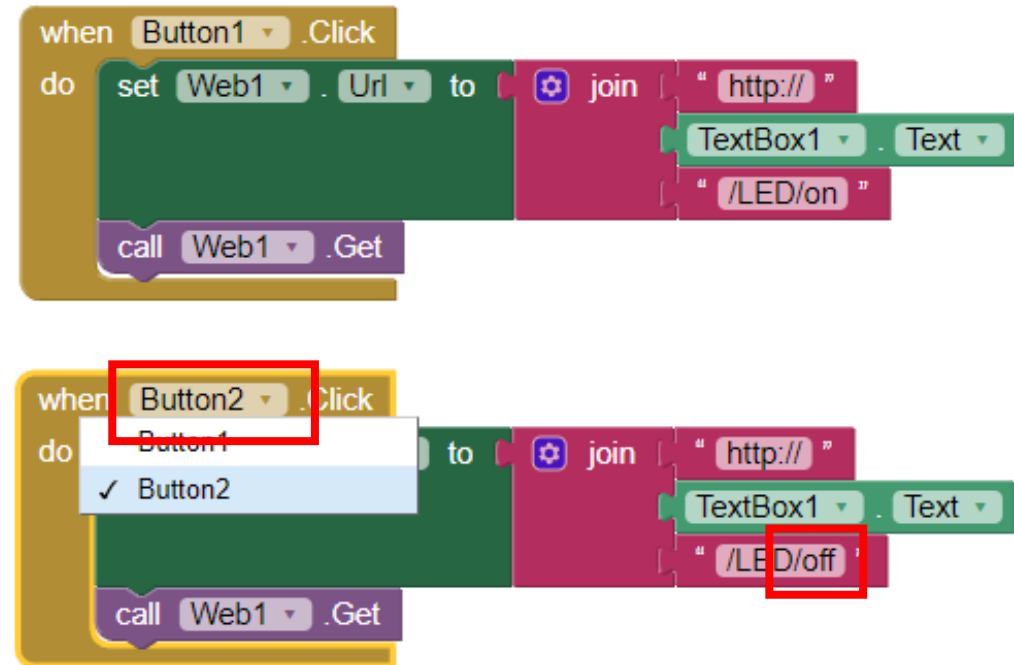 when Button1 .Click
do set Web1 . Url to join “ http:// ”
TextBox1 . Text
“ /LED/on ”
call Web1 .Get
when Button2 .Click
Button1
do to join “ http:// ”
✓ Button2
TextBox1 . Text
“ /LED/off ”
call Web1 .Get